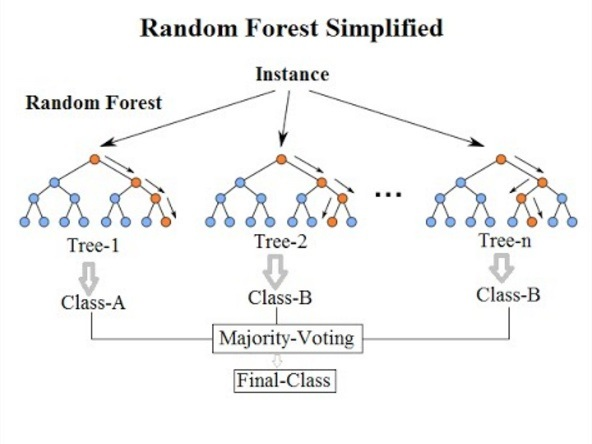 Random Forest Simplified
Instance
Random Forest
...
Tree-1
Tree-2
Tree-n
Class-A
Class-B
Class-B
Majority-Voting
Final-Class